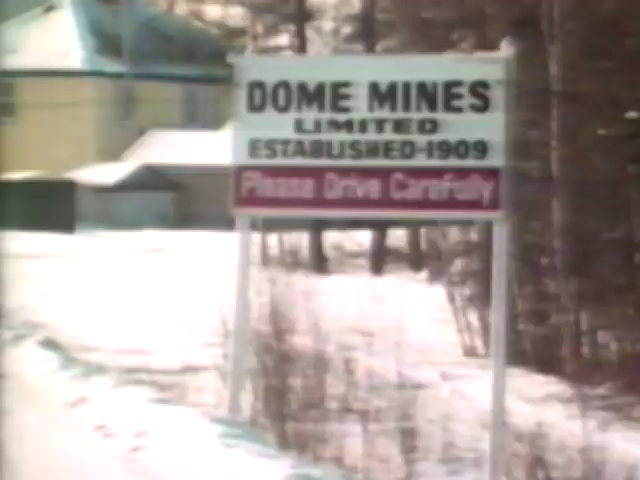 DOME MINES
LIMITED
ESTABLISHED-1909
Please Drive Carefully